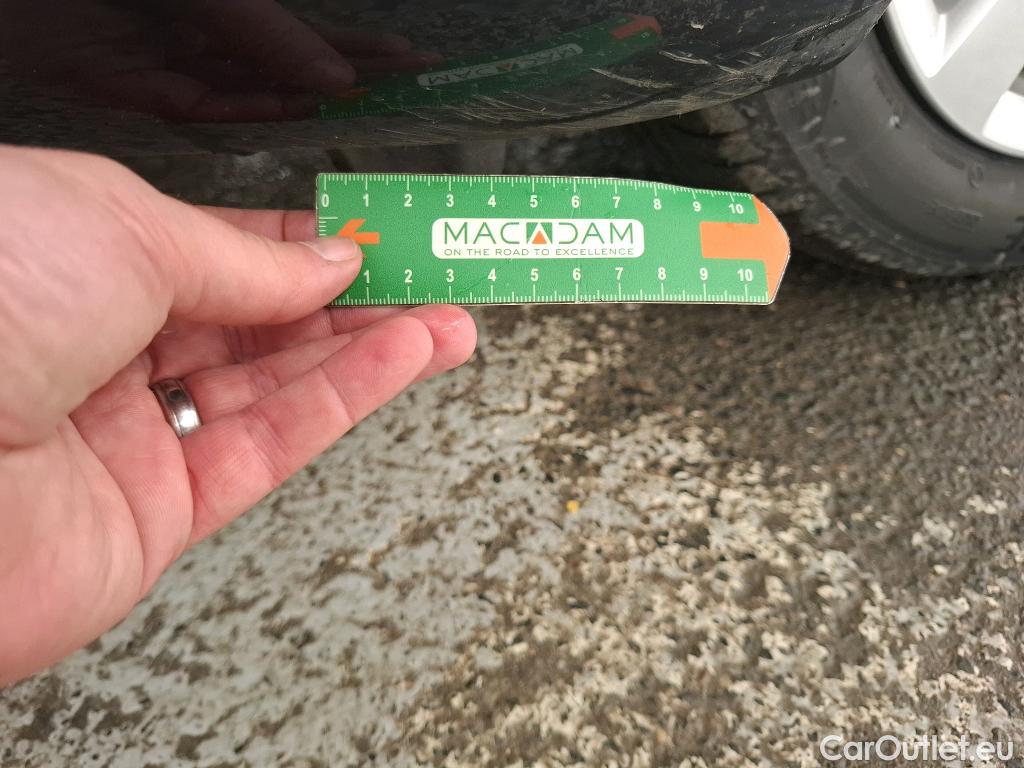 0 1 2 3 4 5 6 7 8 9 10
MACADAM
ON THE ROAD TO EXCELLENCE
1 2 3 4 5 6 7 8 9 10
CarOutlet.eu